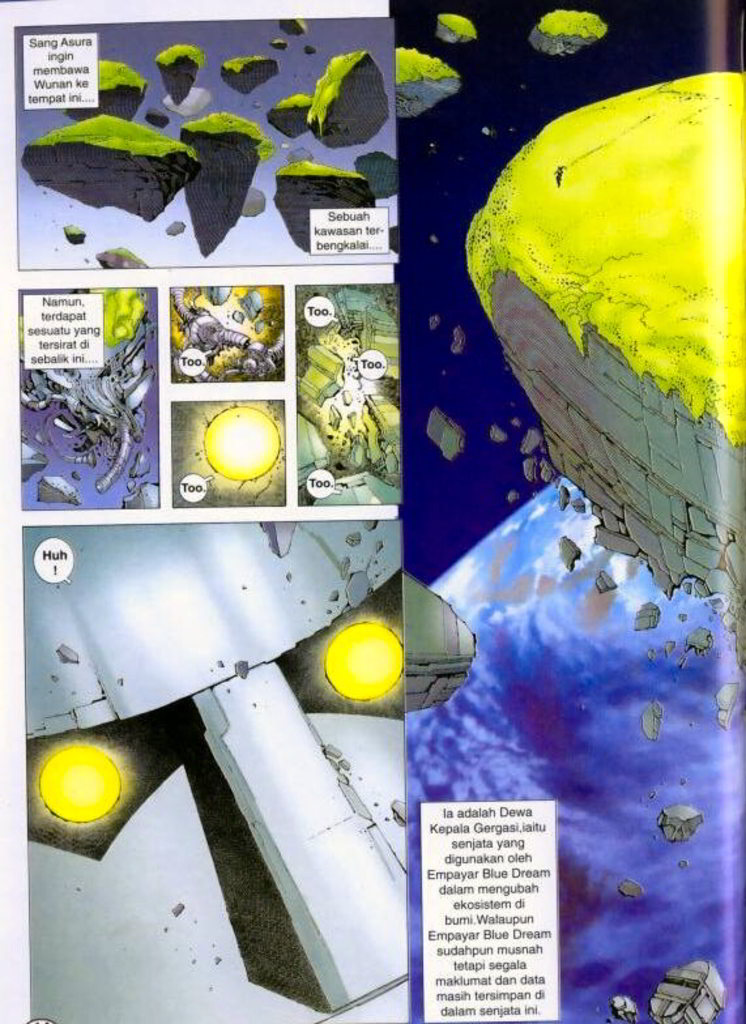 Sang Asura
ingin
membawa
Wunan ke
tempat ini....
Sebuah
kawasan ter-
bengkalai....
Namun,
terdapat
sesuatu yang
tersirat di
sebalik ini....
Too.
Too.
Too.
Too.
Too.
Huh
!
Ia adalah Dewa
Kepala Gergasi,iaitu
senjata yang
digunakan oleh
Empayar Blue Dream
dalam mengubah
ekosistem di
bumi.Walaupun
Empayar Blue Dream
sudahpun musnah
tetapi segala
maklumat dan data
masih tersimpan di
dalam senjata ini.